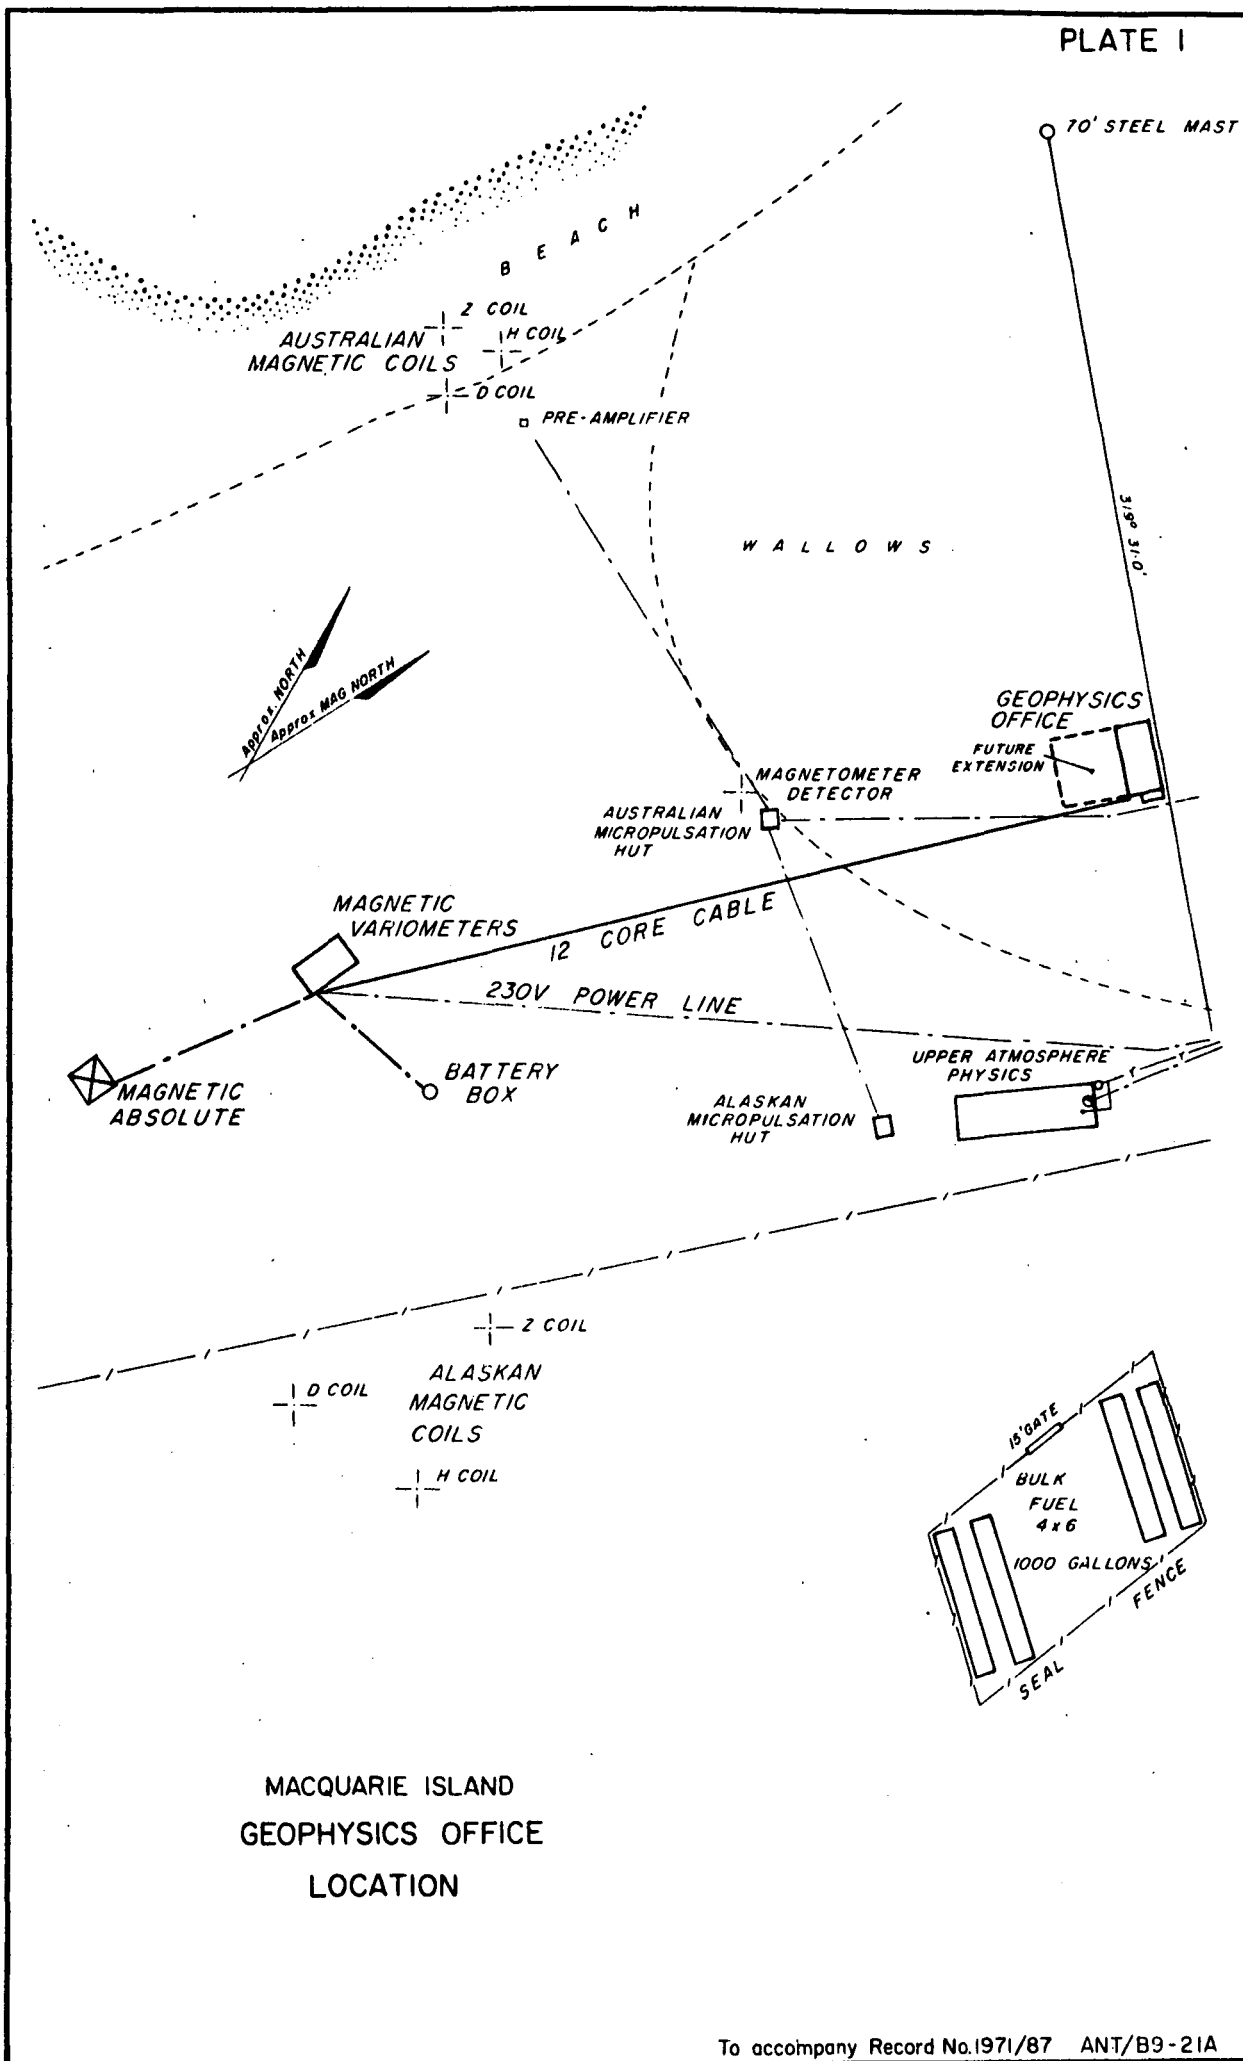 PLATE 1
70' STEEL MAST
BEACH
Z COIL
AUSTRALIAN
MAGNETIC COILS
H COIL
D COIL
PRE-AMPLIFIER
319° 31·0'
WALLOWS
Approx. NORTH
Approx MAG NORTH
GEOPHYSICS
OFFICE
FUTURE
EXTENSION
MAGNETOMETER
DETECTOR
AUSTRALIAN
MICROPULSATION
HUT
MAGNETIC
VARIOMETERS
12 CORE CABLE
230V POWER LINE
UPPER ATMOSPHERE
PHYSICS
BATTERY
BOX
MAGNETIC
ABSOLUTE
ALASKAN
MICROPULSATION
HUT
Z COIL
D COIL
ALASKAN
MAGNETIC
COILS
H COIL
15' GATE
BULK
FUEL
4 x 6
1000 GALLONS
SEAL FENCE
MACQUARIE ISLAND
GEOPHYSICS OFFICE
LOCATION
To accompany Record No. 1971/87 ANT/B9-21A